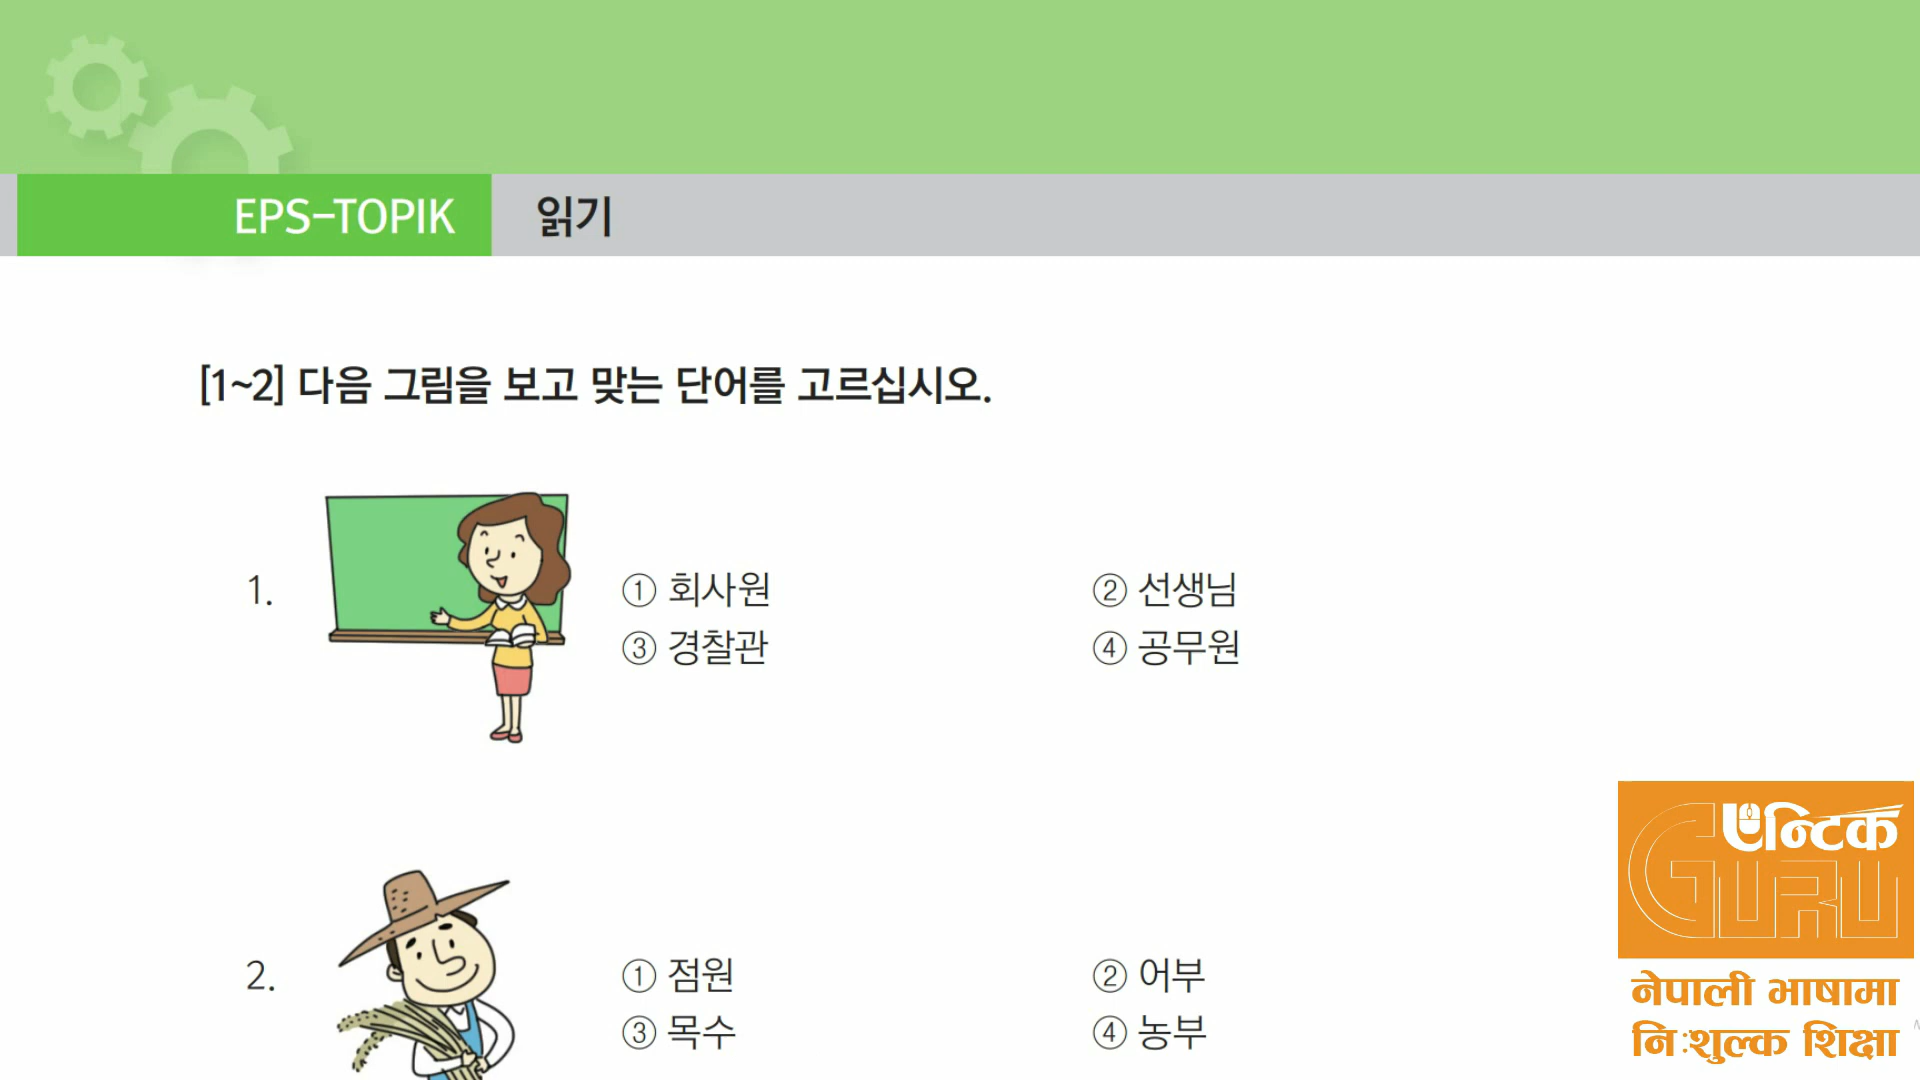 EPS-TOPIK 읽기
[1~2] 다음 그림을 보고 맞는 단어를 고르십시오.
1.
① 회사원 ② 선생님
③ 경찰관 ④ 공무원
2.
① 점원 ② 어부
③ 목수 ④ 농부
एन्टिक
GURU
नेपाली भाषामा
नि:शुल्क शिक्षा